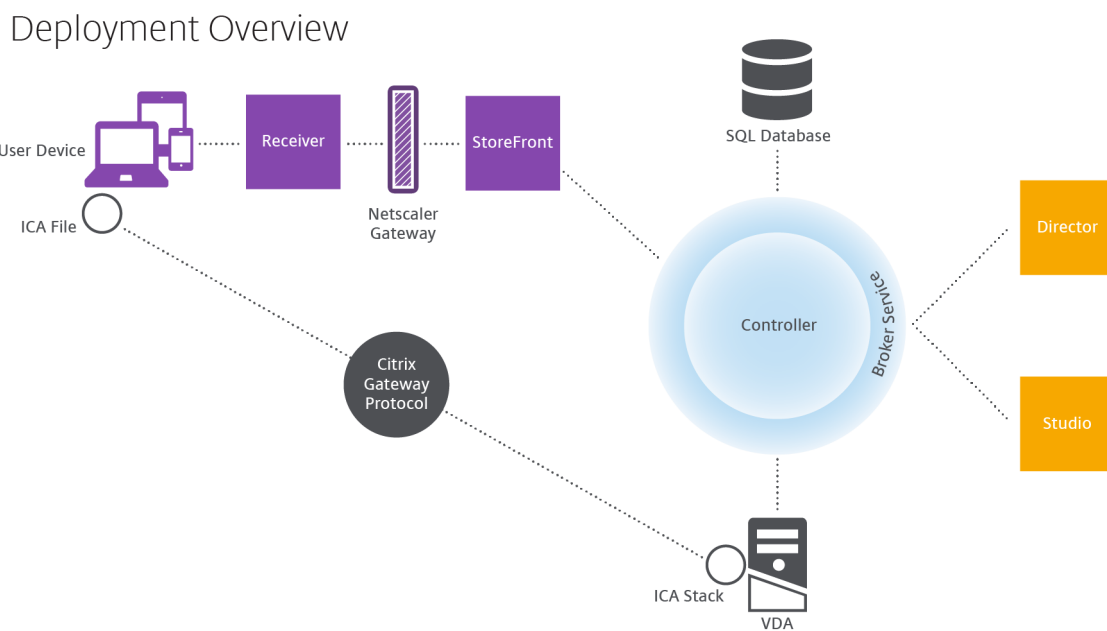 Deployment Overview
User Device
Receiver
StoreFront
SQL Database
Netscaler
Gateway
ICA File
Director
Controller
Broker Service
Citrix
Gateway
Protocol
Studio
ICA Stack
VDA